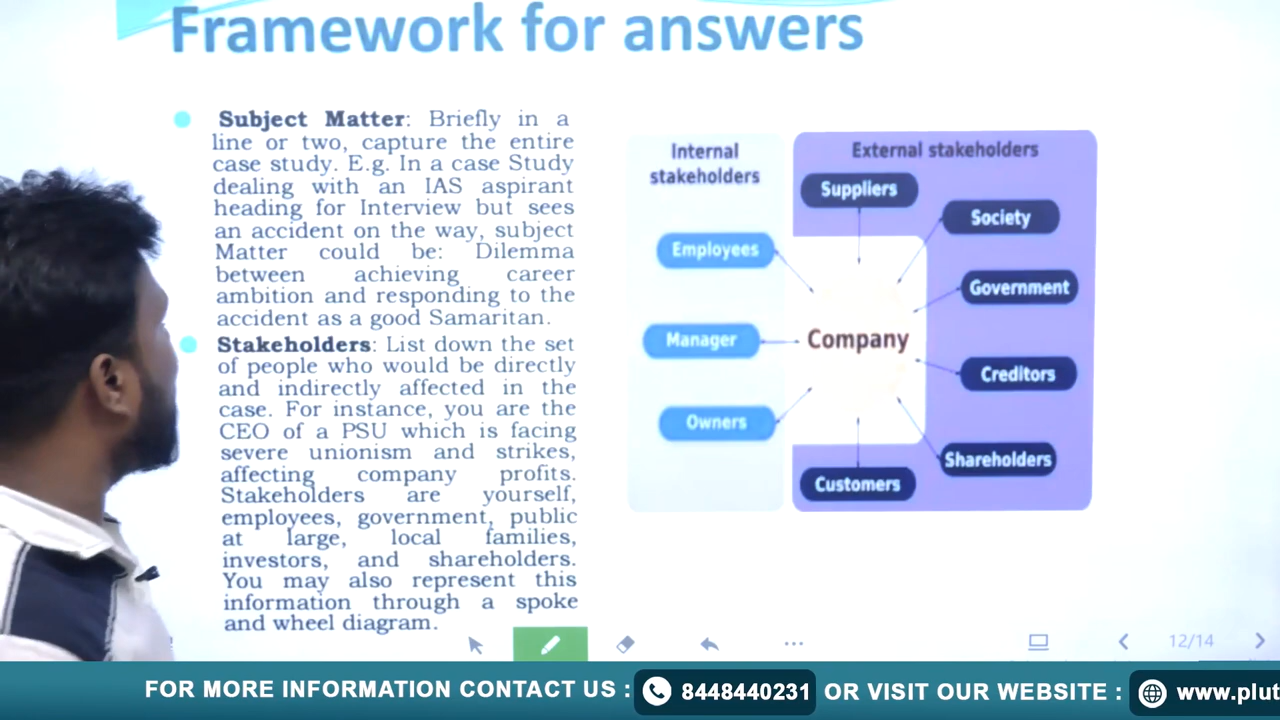 Framework for answers
Subject Matter: Briefly in a
line or two, capture the entire
case study. E.g. In a case Study
dealing with an IAS aspirant
heading for Interview but sees
an accident on the way, subject
Matter could be: Dilemma
between achieving career
ambition and responding to the
accident as a good Samaritan.
Stakeholders: List down the set
of people who would be directly
and indirectly affected in the
case. For instance, you are the
CEO of a PSU which is facing
severe unionism and strikes,
affecting company profits.
Stakeholders are yourself,
employees, government, public
at large, local families,
investors, and shareholders.
You may also represent this
information through a spoke
and wheel diagram.
Internal
stakeholders
Employees
Manager
Owners
External stakeholders
Suppliers
Society
Government
Company
Creditors
Shareholders
Customers
12/14
FOR MORE INFORMATION CONTACT US : 8448440231 OR VISIT OUR WEBSITE : www.plut